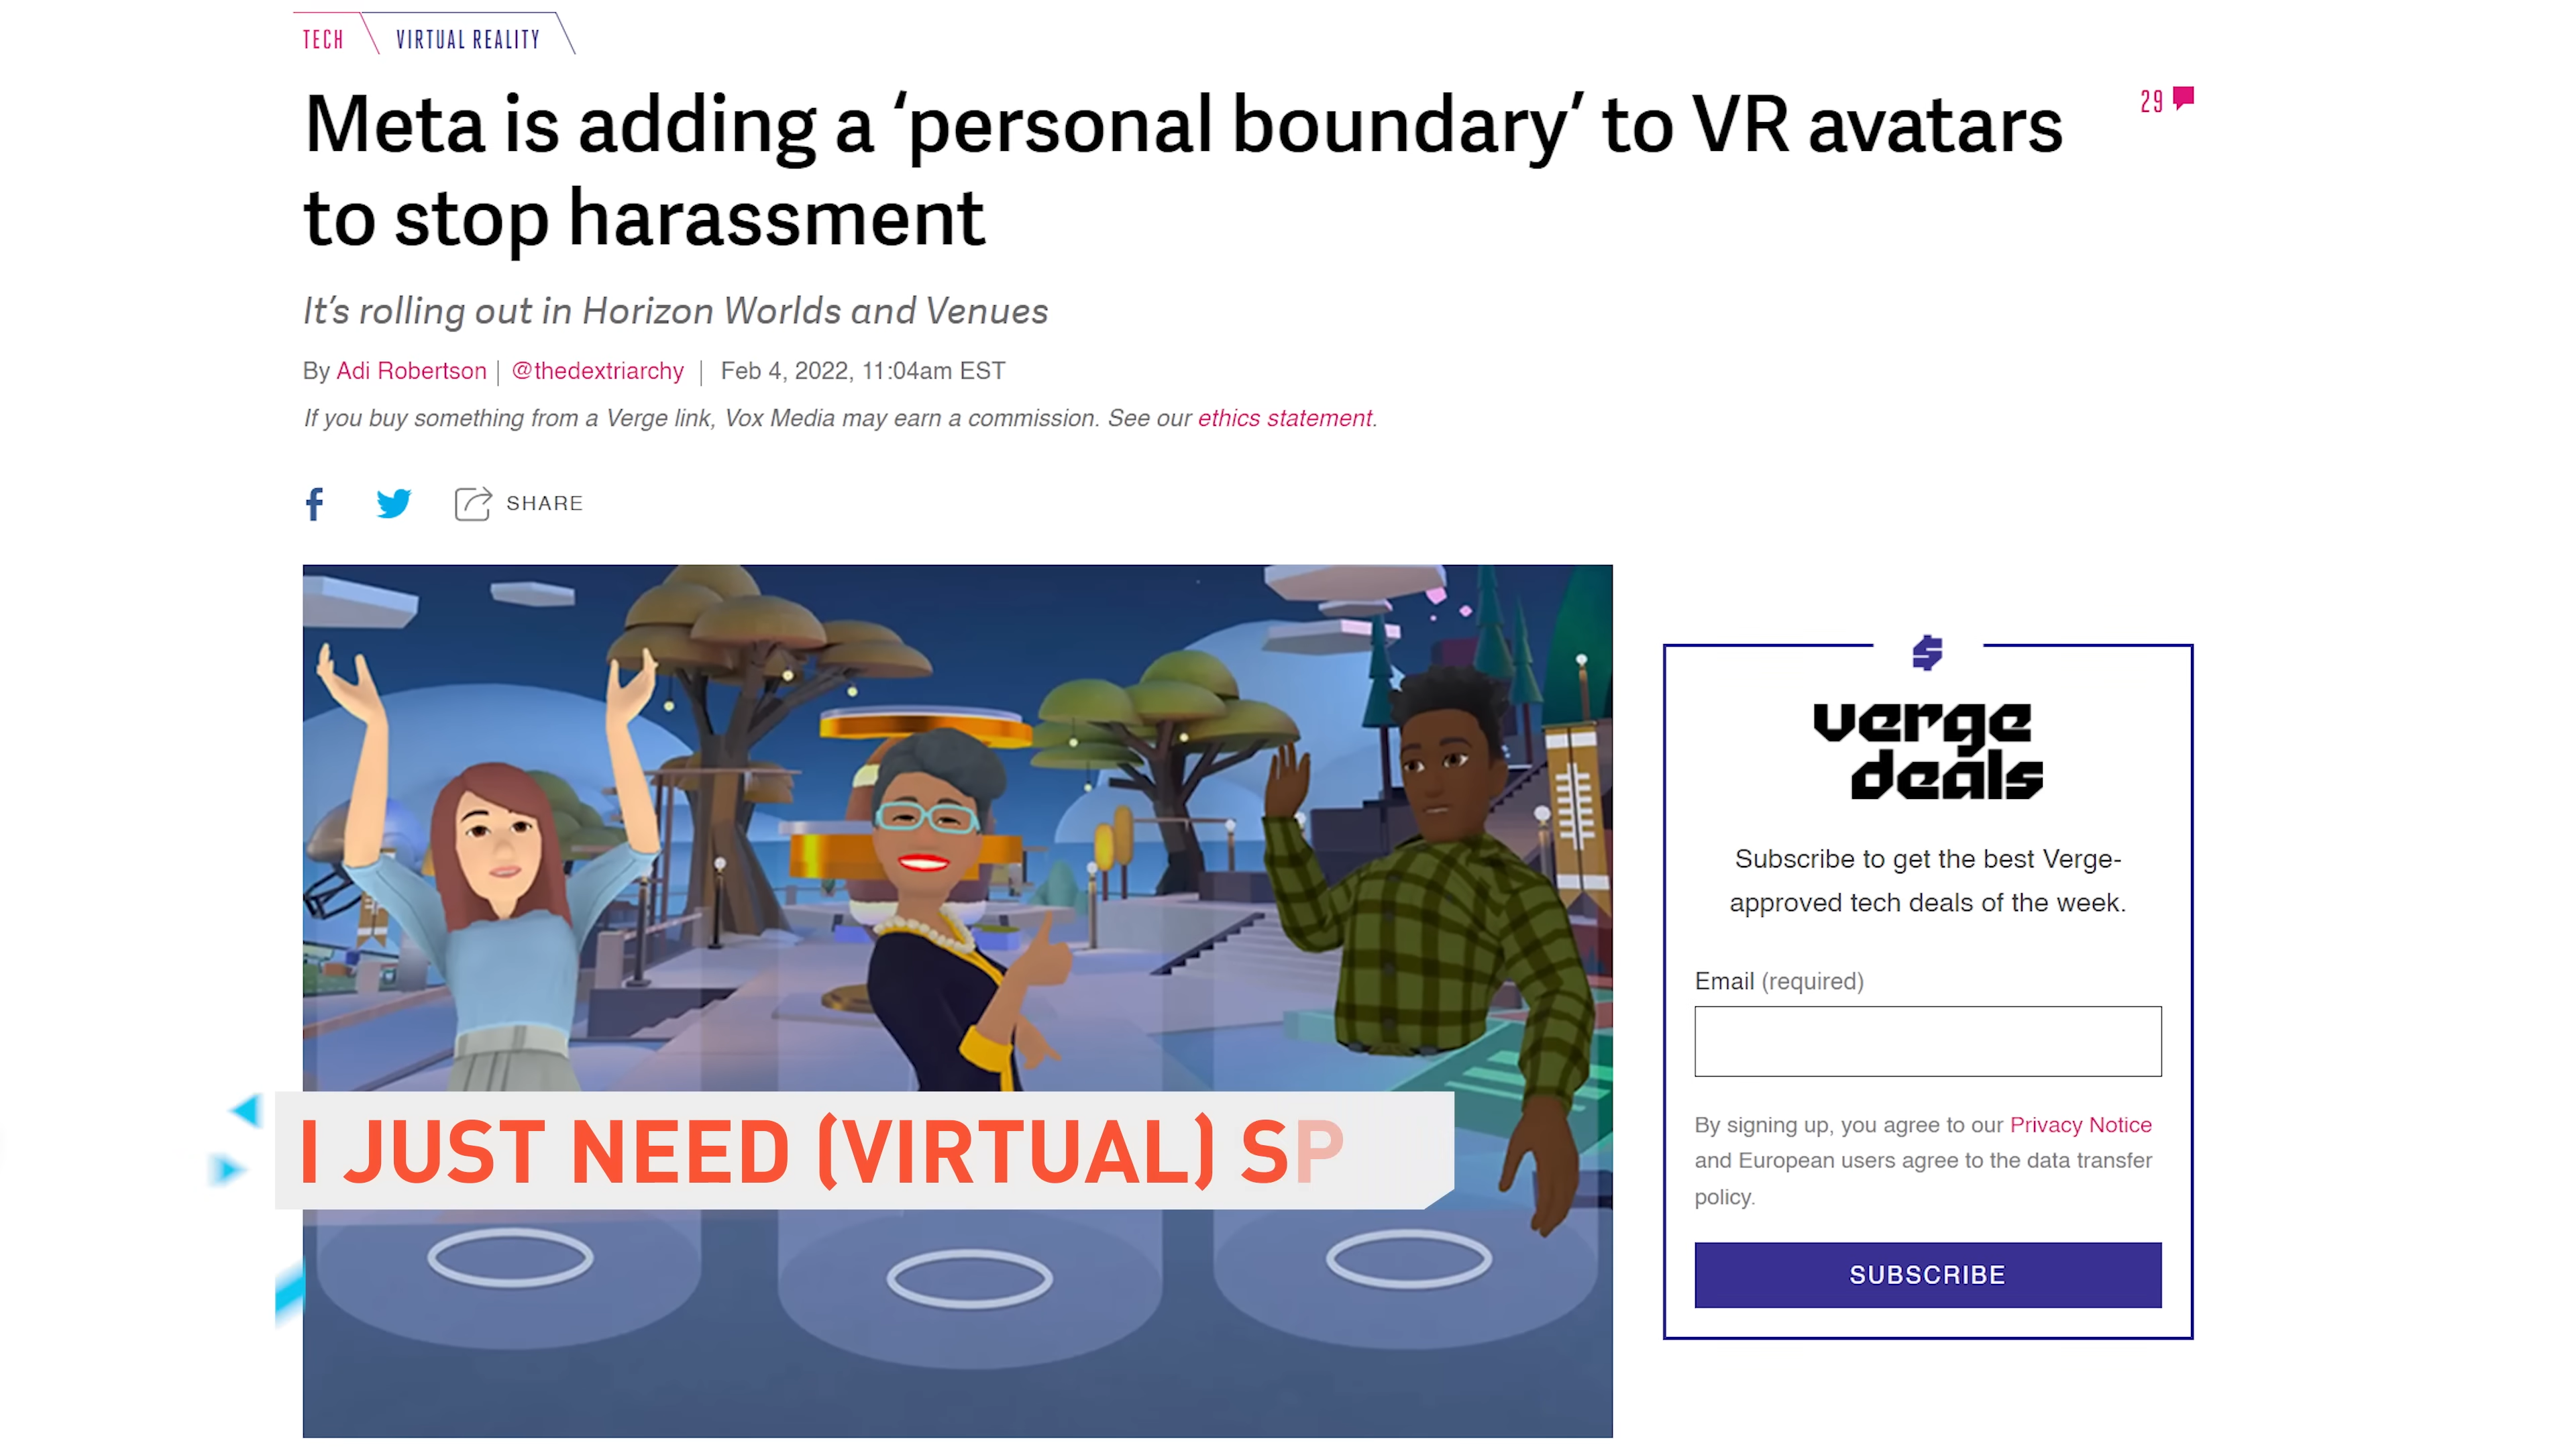 TECH
VIRTUAL REALITY
Meta is adding a ‘personal boundary’ to VR avatars
to stop harassment
29
It’s rolling out in Horizon Worlds and Venues
By Adi Robertson | @thedextriarchy | Feb 4, 2022, 11:04am EST
If you buy something from a Verge link, Vox Media may earn a commission. See our ethics statement.
SHARE
I JUST NEED (VIRTUAL) SP
verge
deals
Subscribe to get the best Verge-
approved tech deals of the week.
Email (required)
By signing up, you agree to our Privacy Notice
and European users agree to the data transfer
policy.
SUBSCRIBE